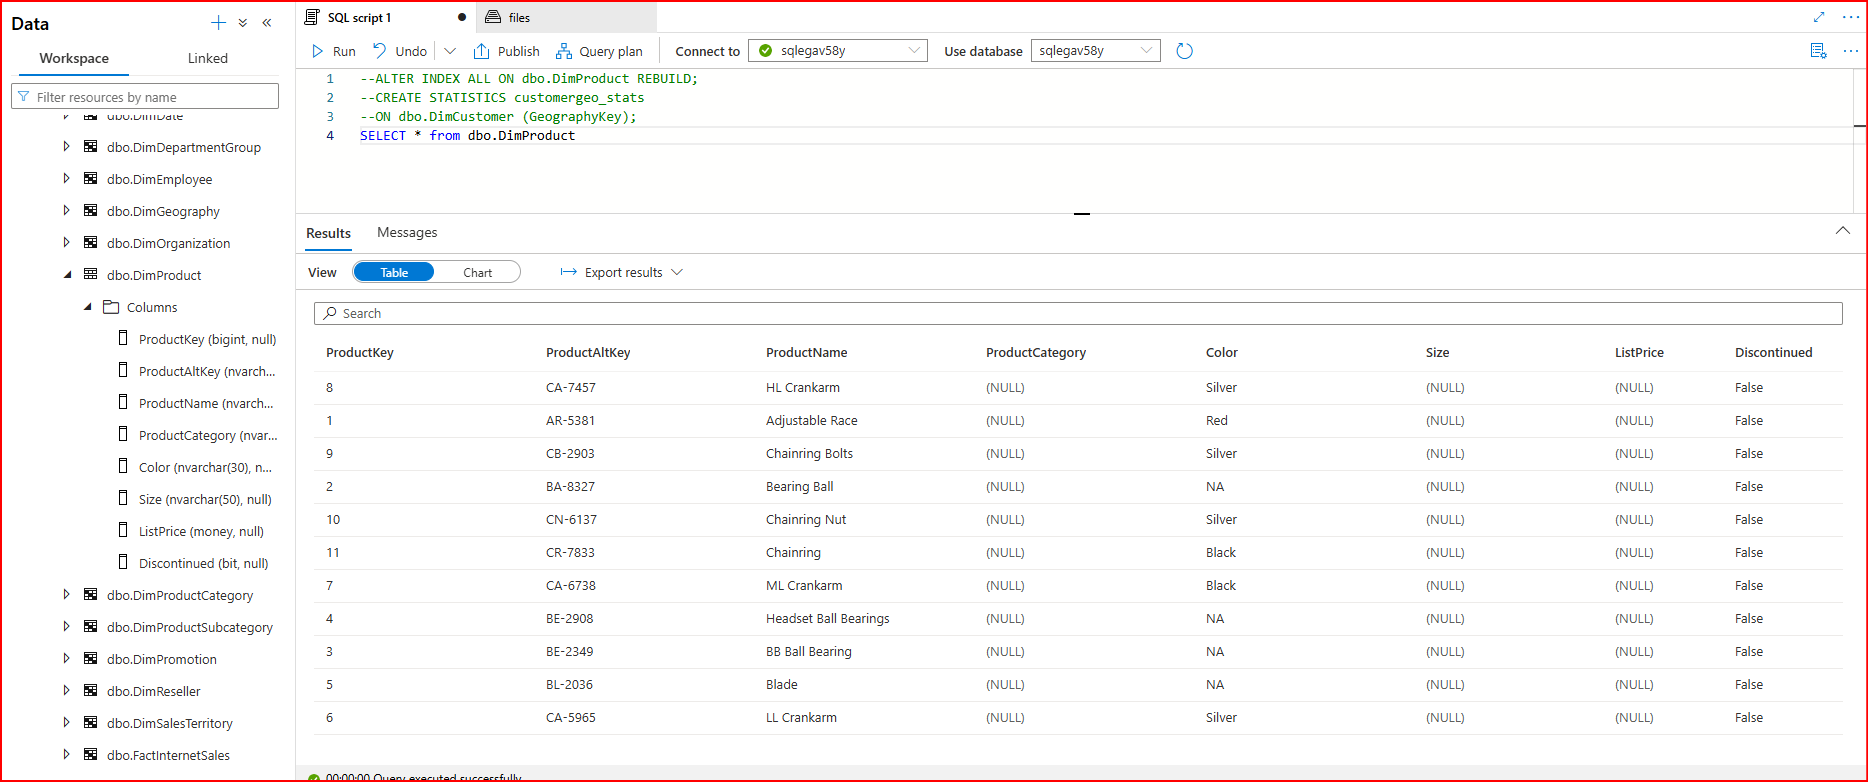 Data
Workspace
Linked
Filter resources by name
dbo.DimDate
dbo.DimDepartmentGroup
dbo.DimEmployee
dbo.DimGeography
dbo.DimOrganization
dbo.DimProduct
Columns
ProductKey (bigint, null)
ProductAltKey (nvarch...
ProductName (nvarch...
ProductCategory (nvar...
Color (nvarchar(30), n...
Size (nvarchar(50), null)
ListPrice (money, null)
Discontinued (bit, null)
dbo.DimProductCategory
dbo.DimProductSubcategory
dbo.DimPromotion
dbo.DimReseller
dbo.DimSalesTerritory
dbo.FactInternetSales
SQL script 1
files
Run Undo Publish Query plan Connect to sqlegav58y Use database sqlegav58y
1 --ALTER INDEX ALL ON dbo.DimProduct REBUILD;
2 --CREATE STATISTICS customergeo_stats
3 --ON dbo.DimCustomer (GeographyKey);
4 SELECT * from dbo.DimProduct
Results Messages
View Table Chart Export results
Search
ProductKey ProductAltKey ProductName ProductCategory Color Size ListPrice Discontinued
8 CA-7457 HL Crankarm (NULL) Silver (NULL) (NULL) False
1 AR-5381 Adjustable Race (NULL) Red (NULL) (NULL) False
9 CB-2903 Chainring Bolts (NULL) Silver (NULL) (NULL) False
2 BA-8327 Bearing Ball (NULL) NA (NULL) (NULL) False
10 CN-6137 Chainring Nut (NULL) Silver (NULL) (NULL) False
11 CR-7833 Chainring (NULL) Black (NULL) (NULL) False
7 CA-6738 ML Crankarm (NULL) Black (NULL) (NULL) False
4 BE-2908 Headset Ball Bearings (NULL) NA (NULL) (NULL) False
3 BE-2349 BB Ball Bearing (NULL) NA (NULL) (NULL) False
5 BL-2036 Blade (NULL) NA (NULL) (NULL) False
6 CA-5965 LL Crankarm (NULL) Silver (NULL) (NULL) False
00:00:00 Query executed successfully.